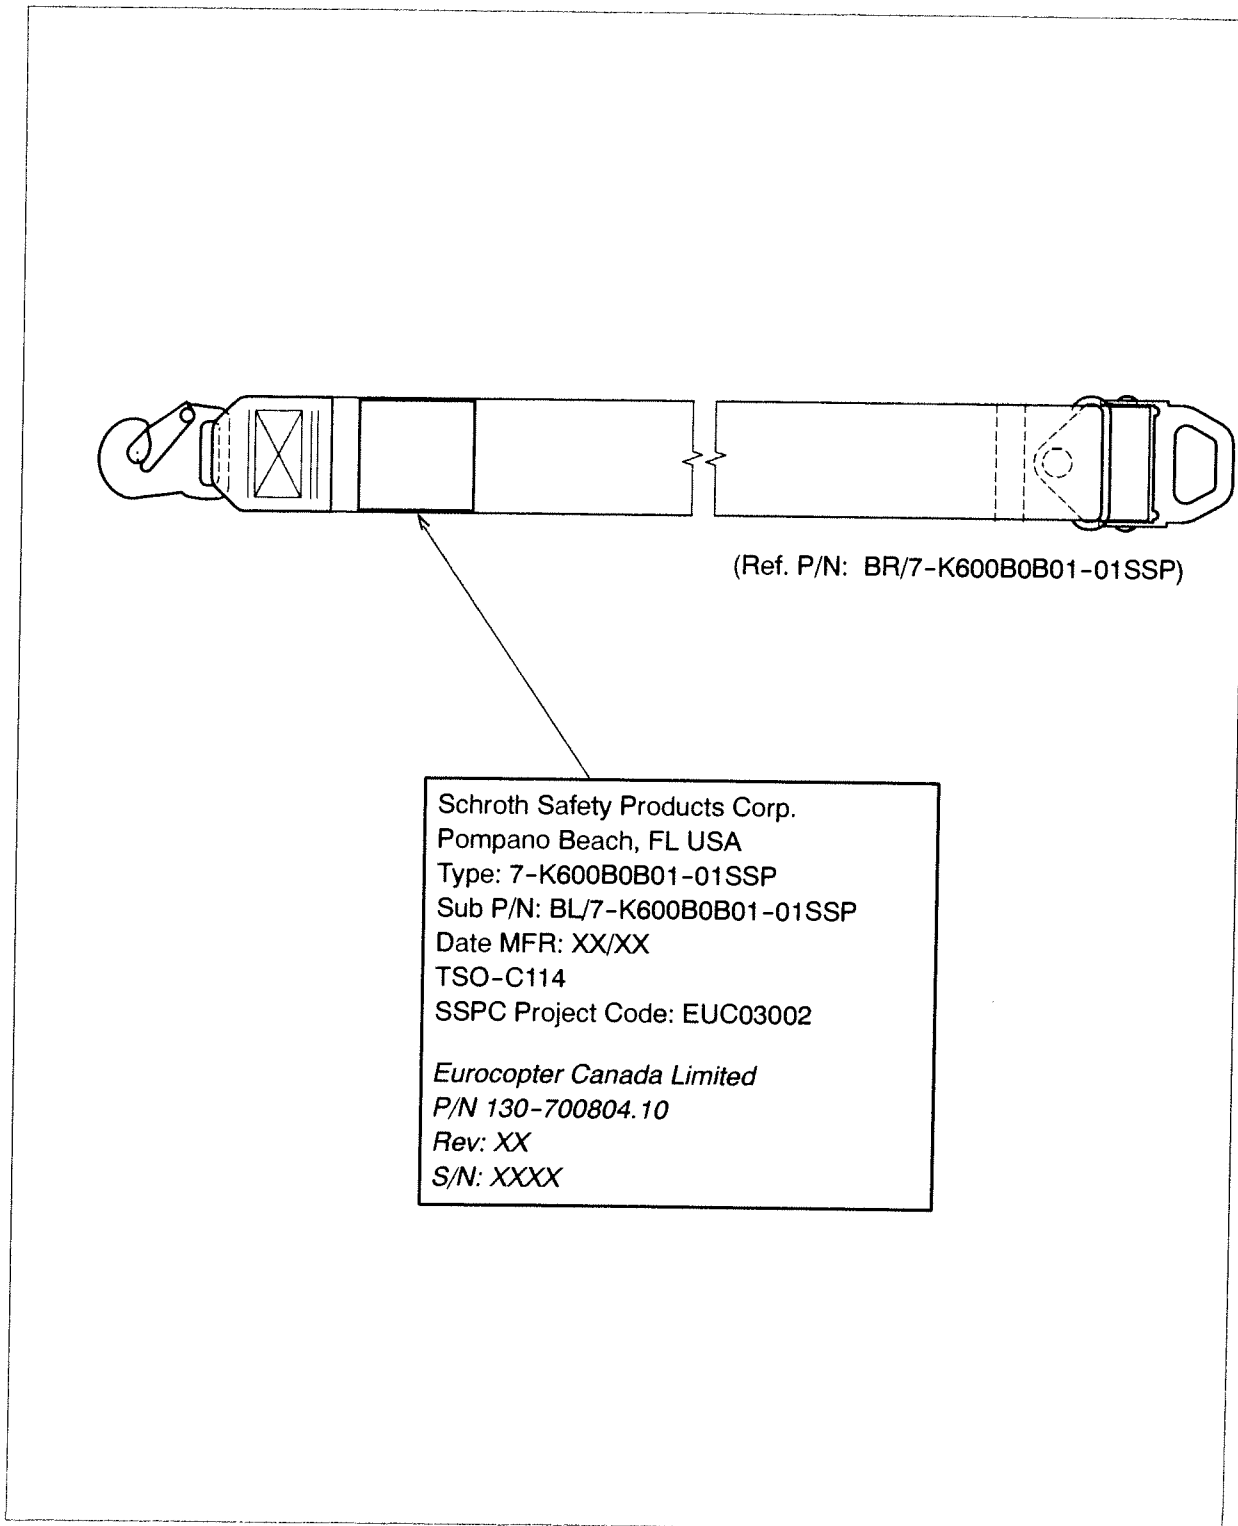 (Ref. P/N: BR/7-K600B0B01-01SSP)
Schroth Safety Products Corp.
Pompano Beach, FL USA
Type: 7-K600B0B01-01SSP
Sub P/N: BL/7-K600B0B01-01SSP
Date MFR: XX/XX
TSO-C114
SSPC Project Code: EUC03002
Eurocopter Canada Limited
P/N 130-700804.10
Rev: XX
S/N: XXXX